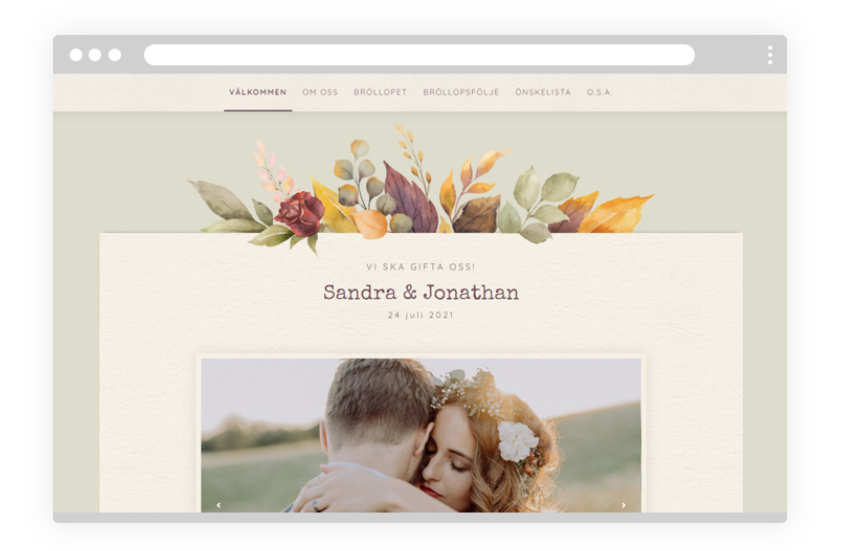 VÄLKOMMEN OM OSS BRÖLLOPET BRÖLLOPSFÖLJE ÖNSKELISTA O.S.A.
VI SKA GIFTA OSS!
Sandra & Jonathan
24 juli 2021